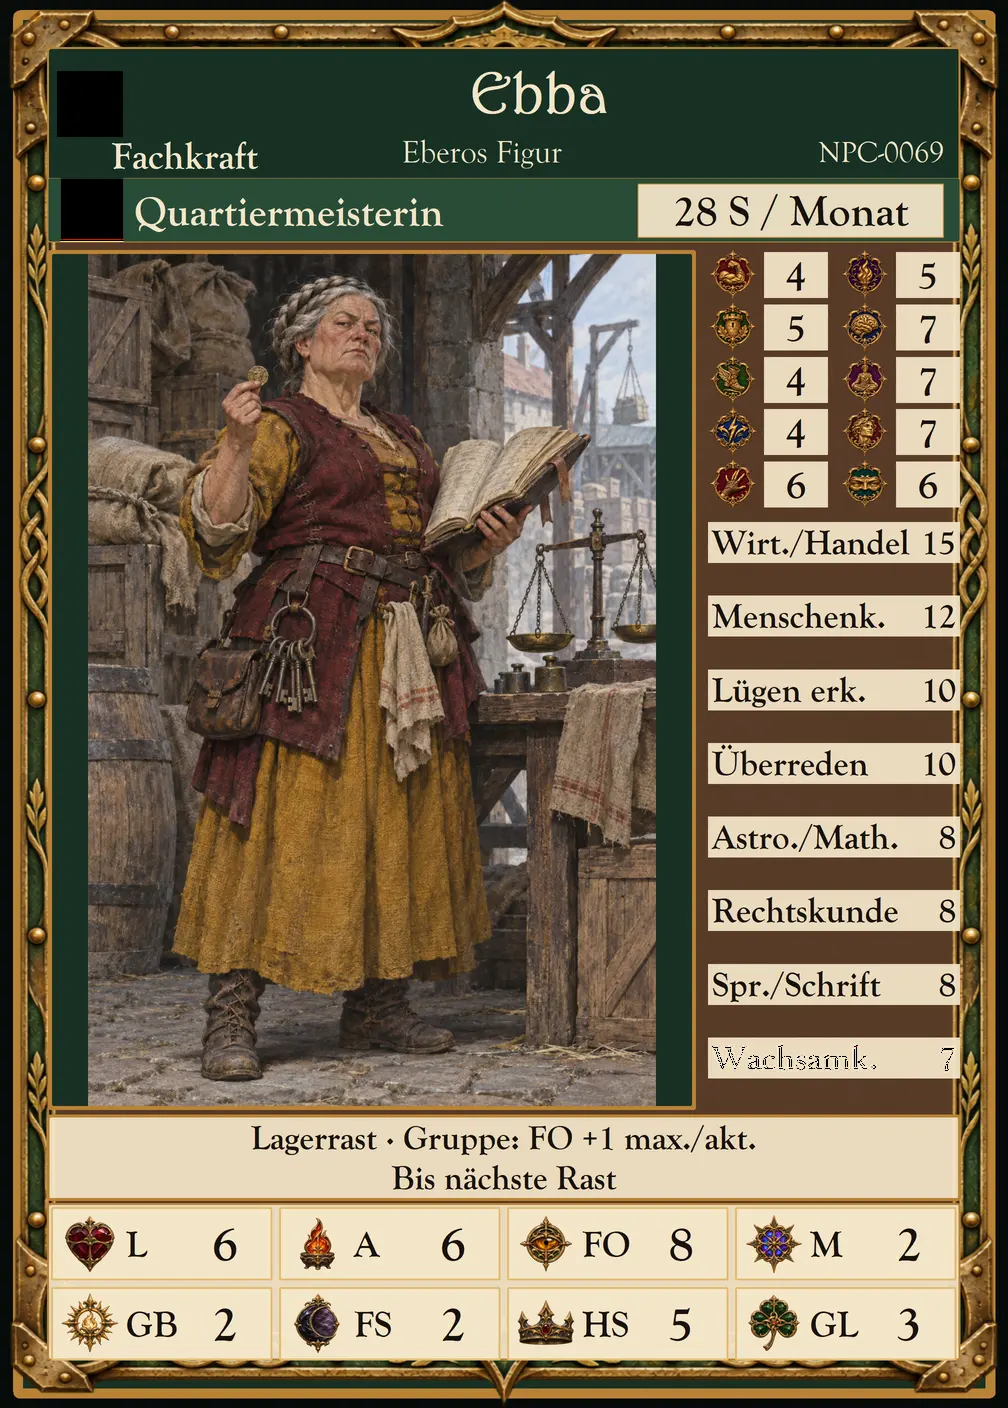 Ebba
Fachkraft
Eberos Figur
NPC-0069
Quartiermeisterin
28 S / Monat
4 5
5 7
4 7
4 7
6 6
Wirt./Handel 15
Menschenk. 12
Lügen erk. 10
Überreden 10
Astro./Math. 8
Rechtskunde 8
Spr./Schrift 8
Wachsamk. 7
Lagerrast · Gruppe: FO +1 max./akt.
Bis nächste Rast
L 6 A 6 FO 8 M 2
GB 2 FS 2 HS 5 GL 3